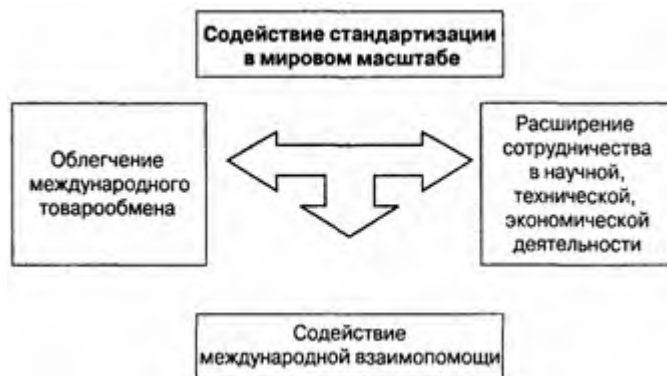 Содействие стандартизации
в мировом масштабе
Облегчение
международного
товарообмена
Расширение
сотрудничества
в научной,
технической,
экономической
деятельности
Содействие
международной взаимопомощи